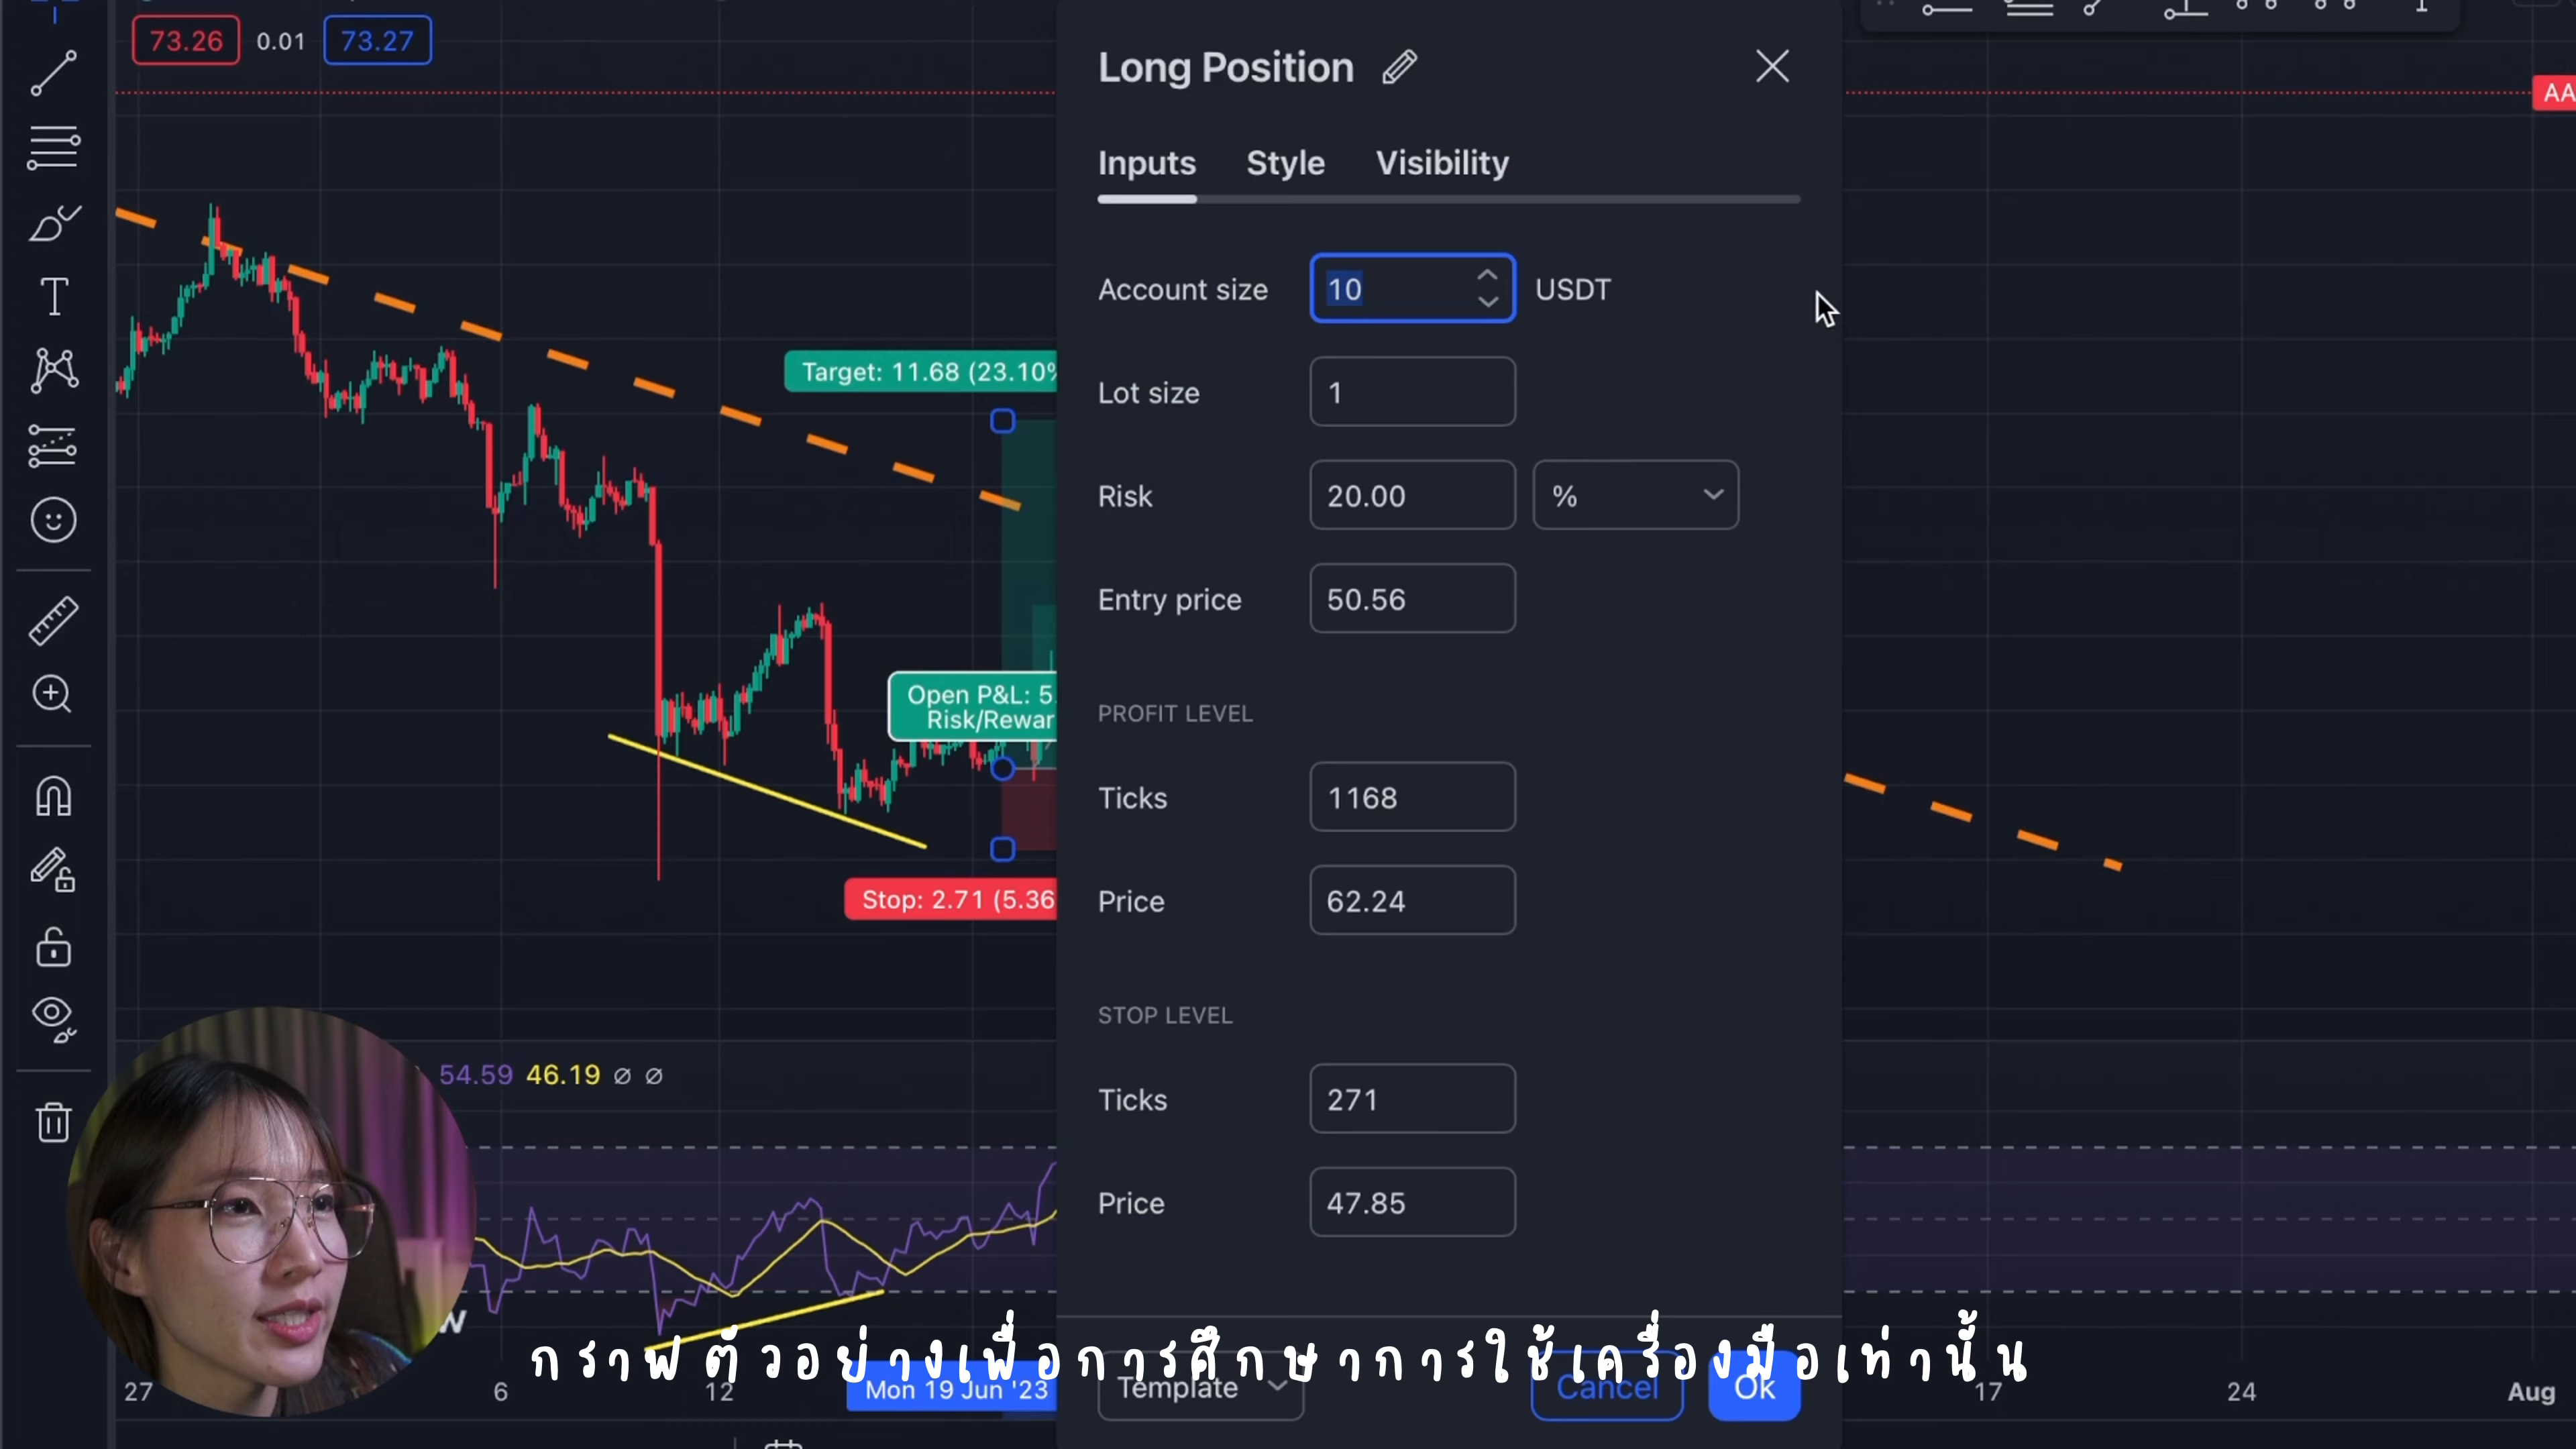 73.26 0.01 73.27
Long Position
AA
Inputs Style Visibility
Account size 10 USDT
Target: 11.68 (23.10%
Lot size 1
Risk 20.00 %
Entry price 50.56
Open P&L: 5.
Risk/Rewar
PROFIT LEVEL
Ticks 1168
Price 62.24
Stop: 2.71 (5.36
STOP LEVEL
54.59 46.19 ∅ ∅
Ticks 271
Price 47.85
W
กราฟตัวอย่างเพื่อการศึกษาการใช้เครื่องมือเท่านั้น
Template Cancel Ok
27 6 12 Mon 19 Jun '23 17 24 Aug